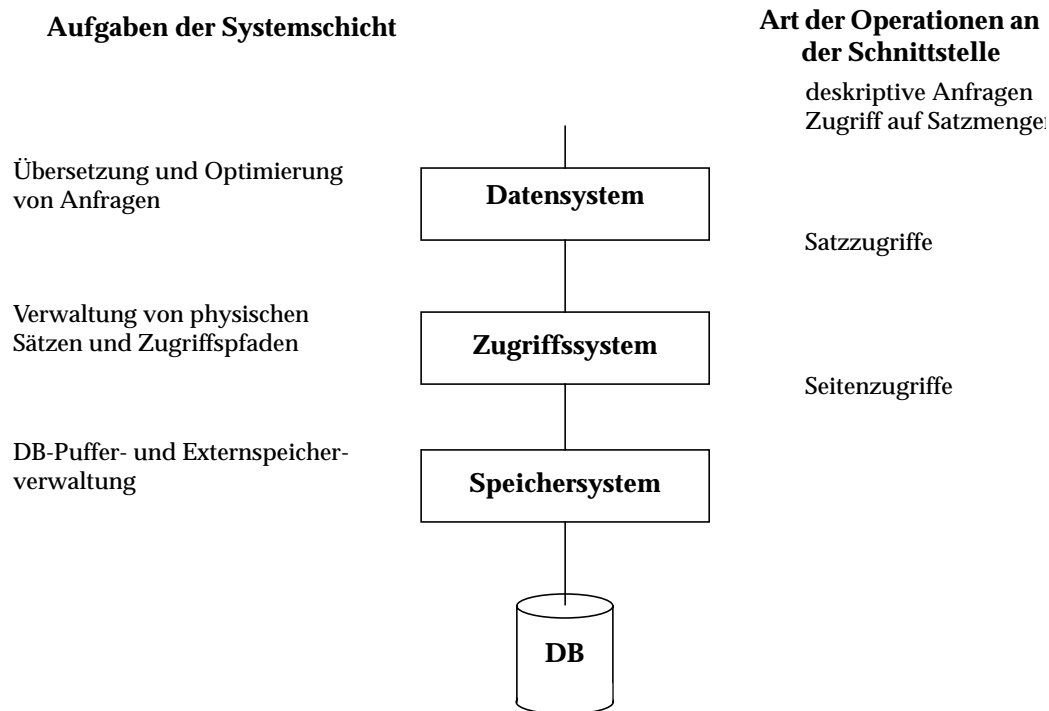 Aufgaben der Systemschicht
Art der Operationen an
der Schnittstelle
deskriptive Anfragen
Zugriff auf Satzmengen
Übersetzung und Optimierung
von Anfragen
Datensystem
Satzzugriffe
Verwaltung von physischen
Sätzen und Zugriffspfaden
Zugriffssystem
Seitenzugriffe
DB-Puffer- und Externspeicher-
verwaltung
Speichersystem
DB